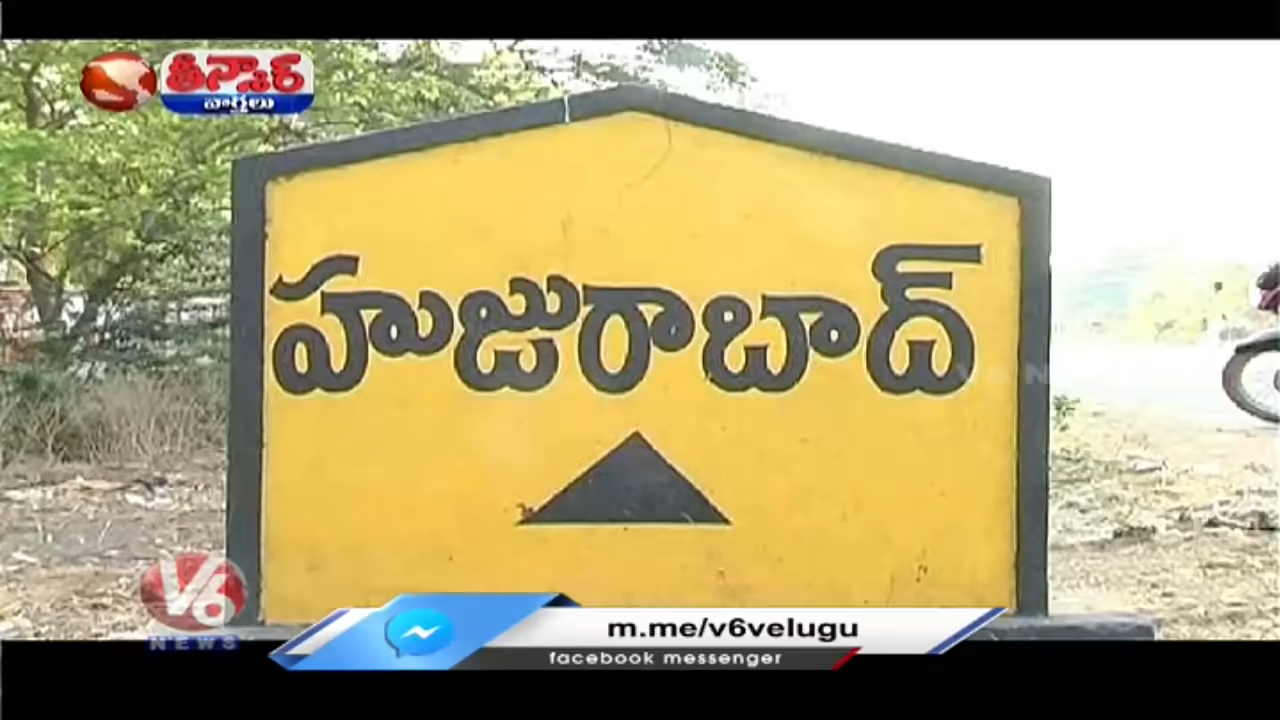 తీన్మార్
వార్తలు
హుజురాబాద్
V6
NEWS
m.me/v6velugu
facebook messenger